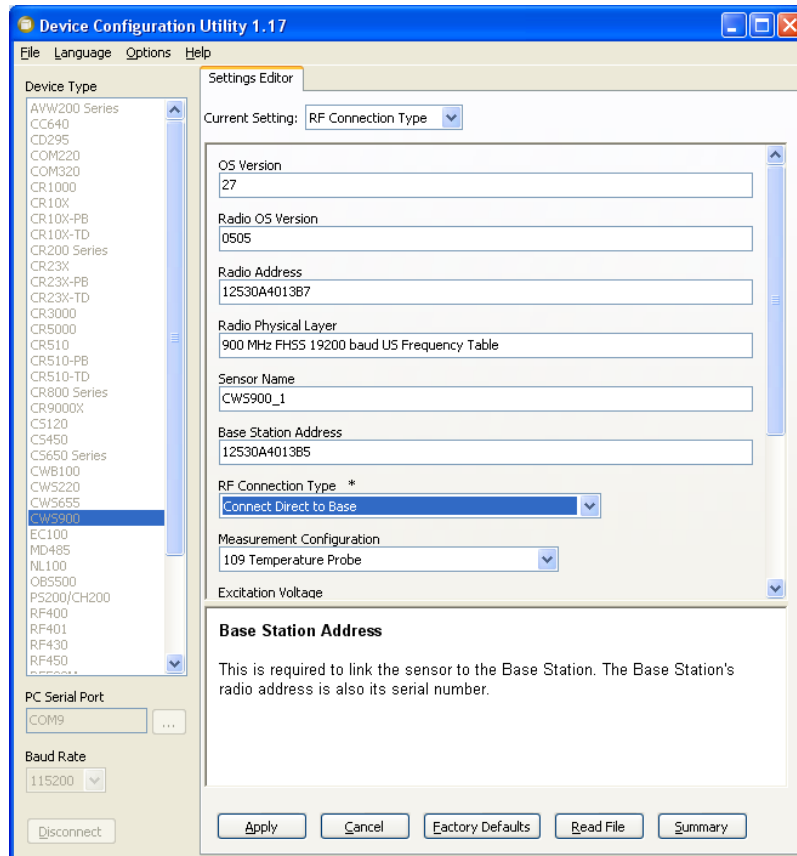 Device Configuration Utility 1.17
File Language Options Help
Device Type
AVW200 Series
CC640
CD295
COM220
COM320
CR1000
CR10X
CR10X-PB
CR10X-TD
CR200 Series
CR23X
CR23X-PB
CR23X-TD
CR3000
CR5000
CR510
CR510-PB
CR510-TD
CR800 Series
CR9000X
CS120
CS450
CS650 Series
CWB100
CWS220
CWS655
CWS900
EC100
MD485
NL100
OBS500
PS200/CH200
RF400
RF401
RF430
RF450
PC Serial Port
COM9
...
Baud Rate
115200
Disconnect
Settings Editor
Current Setting: RF Connection Type
OS Version
27
Radio OS Version
0505
Radio Address
12530A4013B7
Radio Physical Layer
900 MHz FHSS 19200 baud US Frequency Table
Sensor Name
CWS900_1
Base Station Address
12530A4013B5
RF Connection Type *
Connect Direct to Base
Measurement Configuration
109 Temperature Probe
Excitation Voltage
Base Station Address
This is required to link the sensor to the Base Station. The Base Station's
radio address is also its serial number.
Apply Cancel Factory Defaults Read File Summary